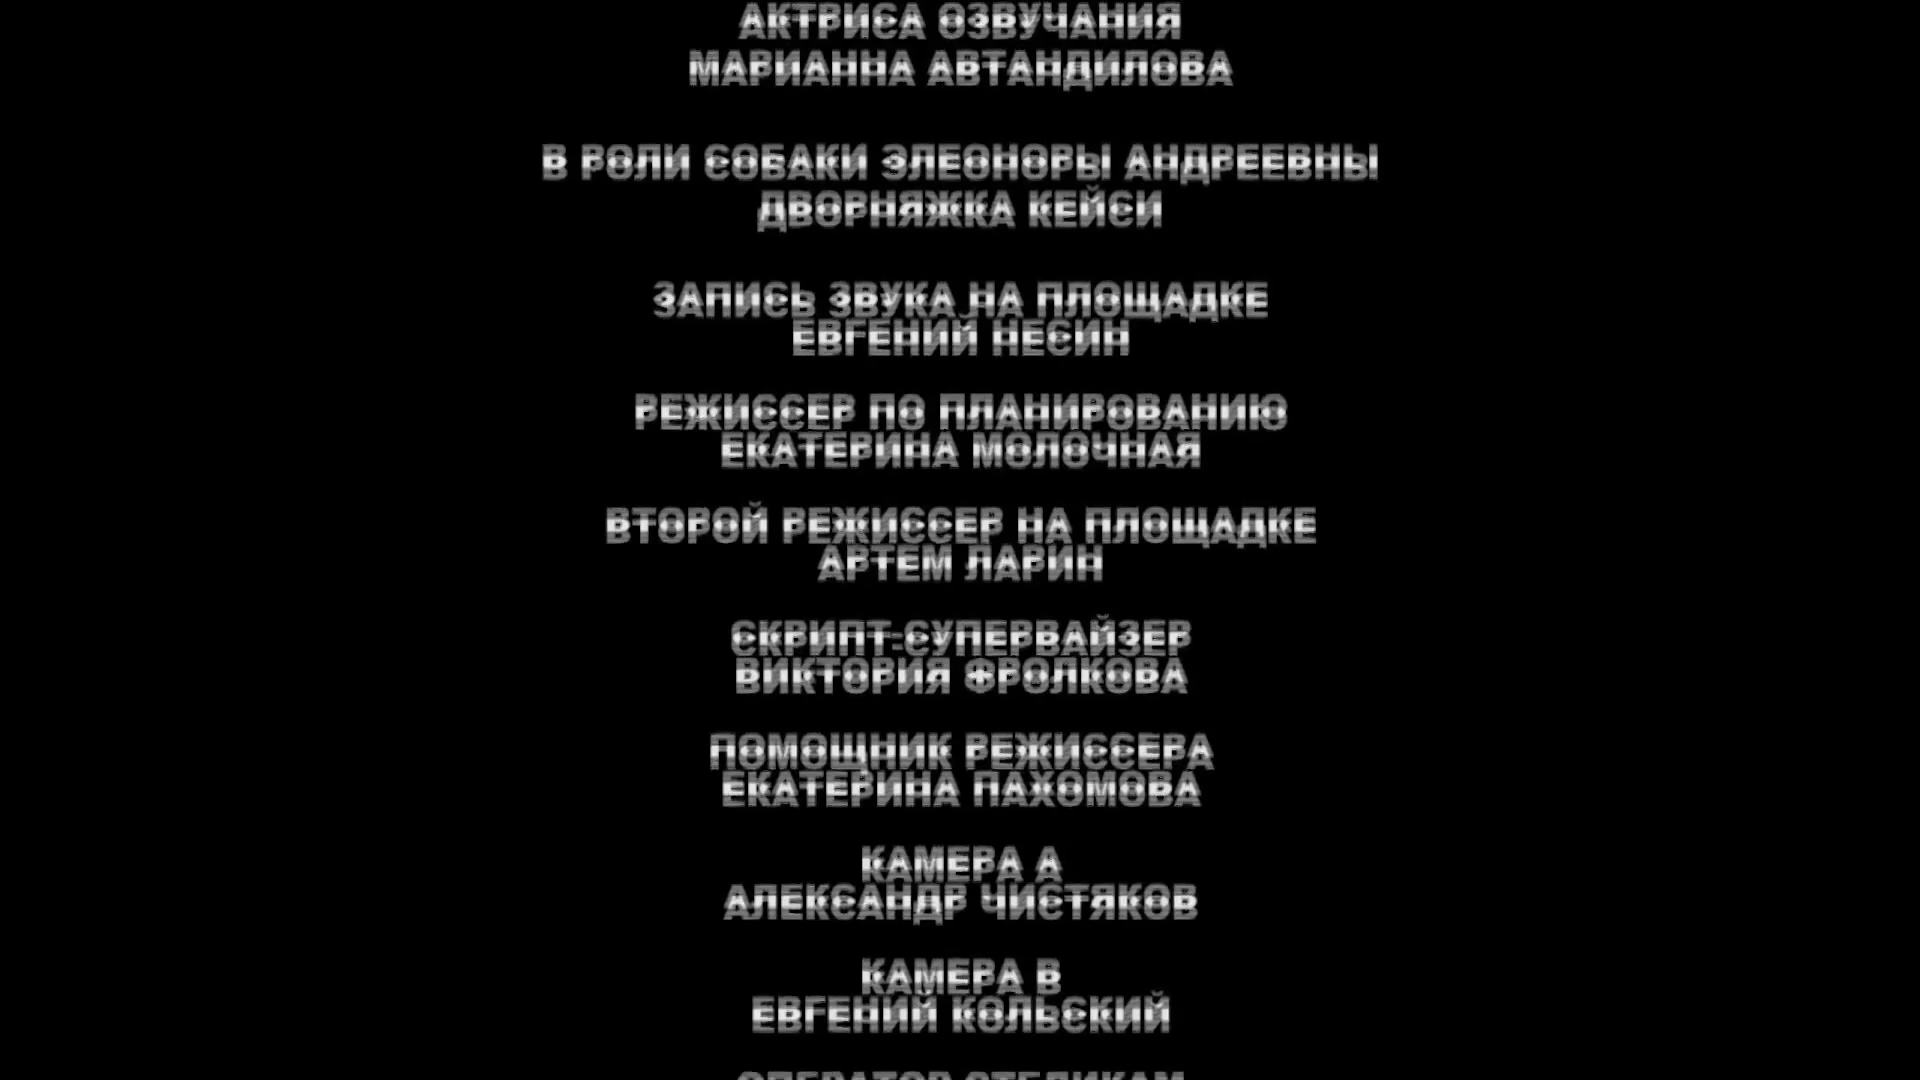 АКТРИСА ОЗВУЧАНИЯ
МАРИАННА АВТАНДИЛОВА
В РОЛИ СОБАКИ ЭЛЕОНОРЫ АНДРЕЕВНЫ
ДВОРНЯЖКА КЕЙСИ
ЗАПИСЬ ЗВУКА НА ПЛОЩАДКЕ
ЕВГЕНИЙ НЕСИН
РЕЖИССЕР ПО ПЛАНИРОВАНИЮ
ЕКАТЕРИНА МОЛОЧНАЯ
ВТОРОЙ РЕЖИССЕР НА ПЛОЩАДКЕ
АРТЕМ ЛАРИН
СКРИПТ-СУПЕРВАЙЗЕР
ВИКТОРИЯ ФРОЛКОВА
ПОМОЩНИК РЕЖИССЕРА
ЕКАТЕРИНА ПАХОМОВА
КАМЕРА А
АЛЕКСАНДР ЧИСТЯКОВ
КАМЕРА В
ЕВГЕНИЙ КОЛЬСКИЙ
ОПЕРАТОР СТЕДИКАМ